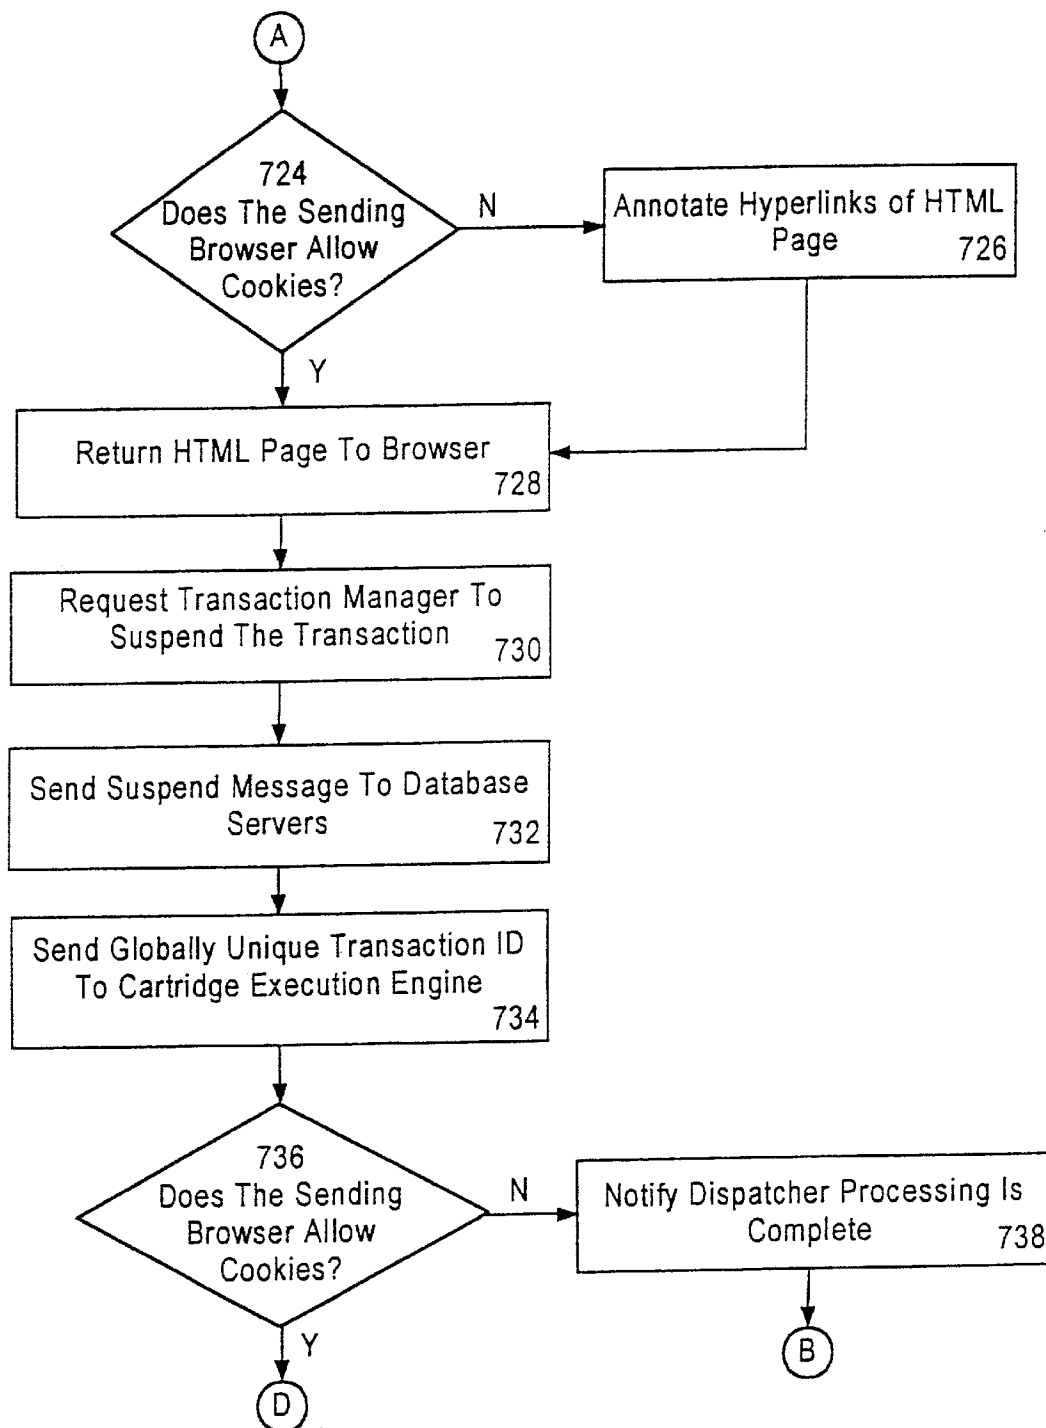 A
724
Does The Sending
Browser Allow
Cookies?
N
Annotate Hyperlinks of HTML
Page
726
Y
Return HTML Page To Browser
728
Request Transaction Manager To
Suspend The Transaction
730
Send Suspend Message To Database
Servers
732
Send Globally Unique Transaction ID
To Cartridge Execution Engine
734
736
Does The Sending
Browser Allow
Cookies?
N
Notify Dispatcher Processing Is
Complete
738
Y
B
D